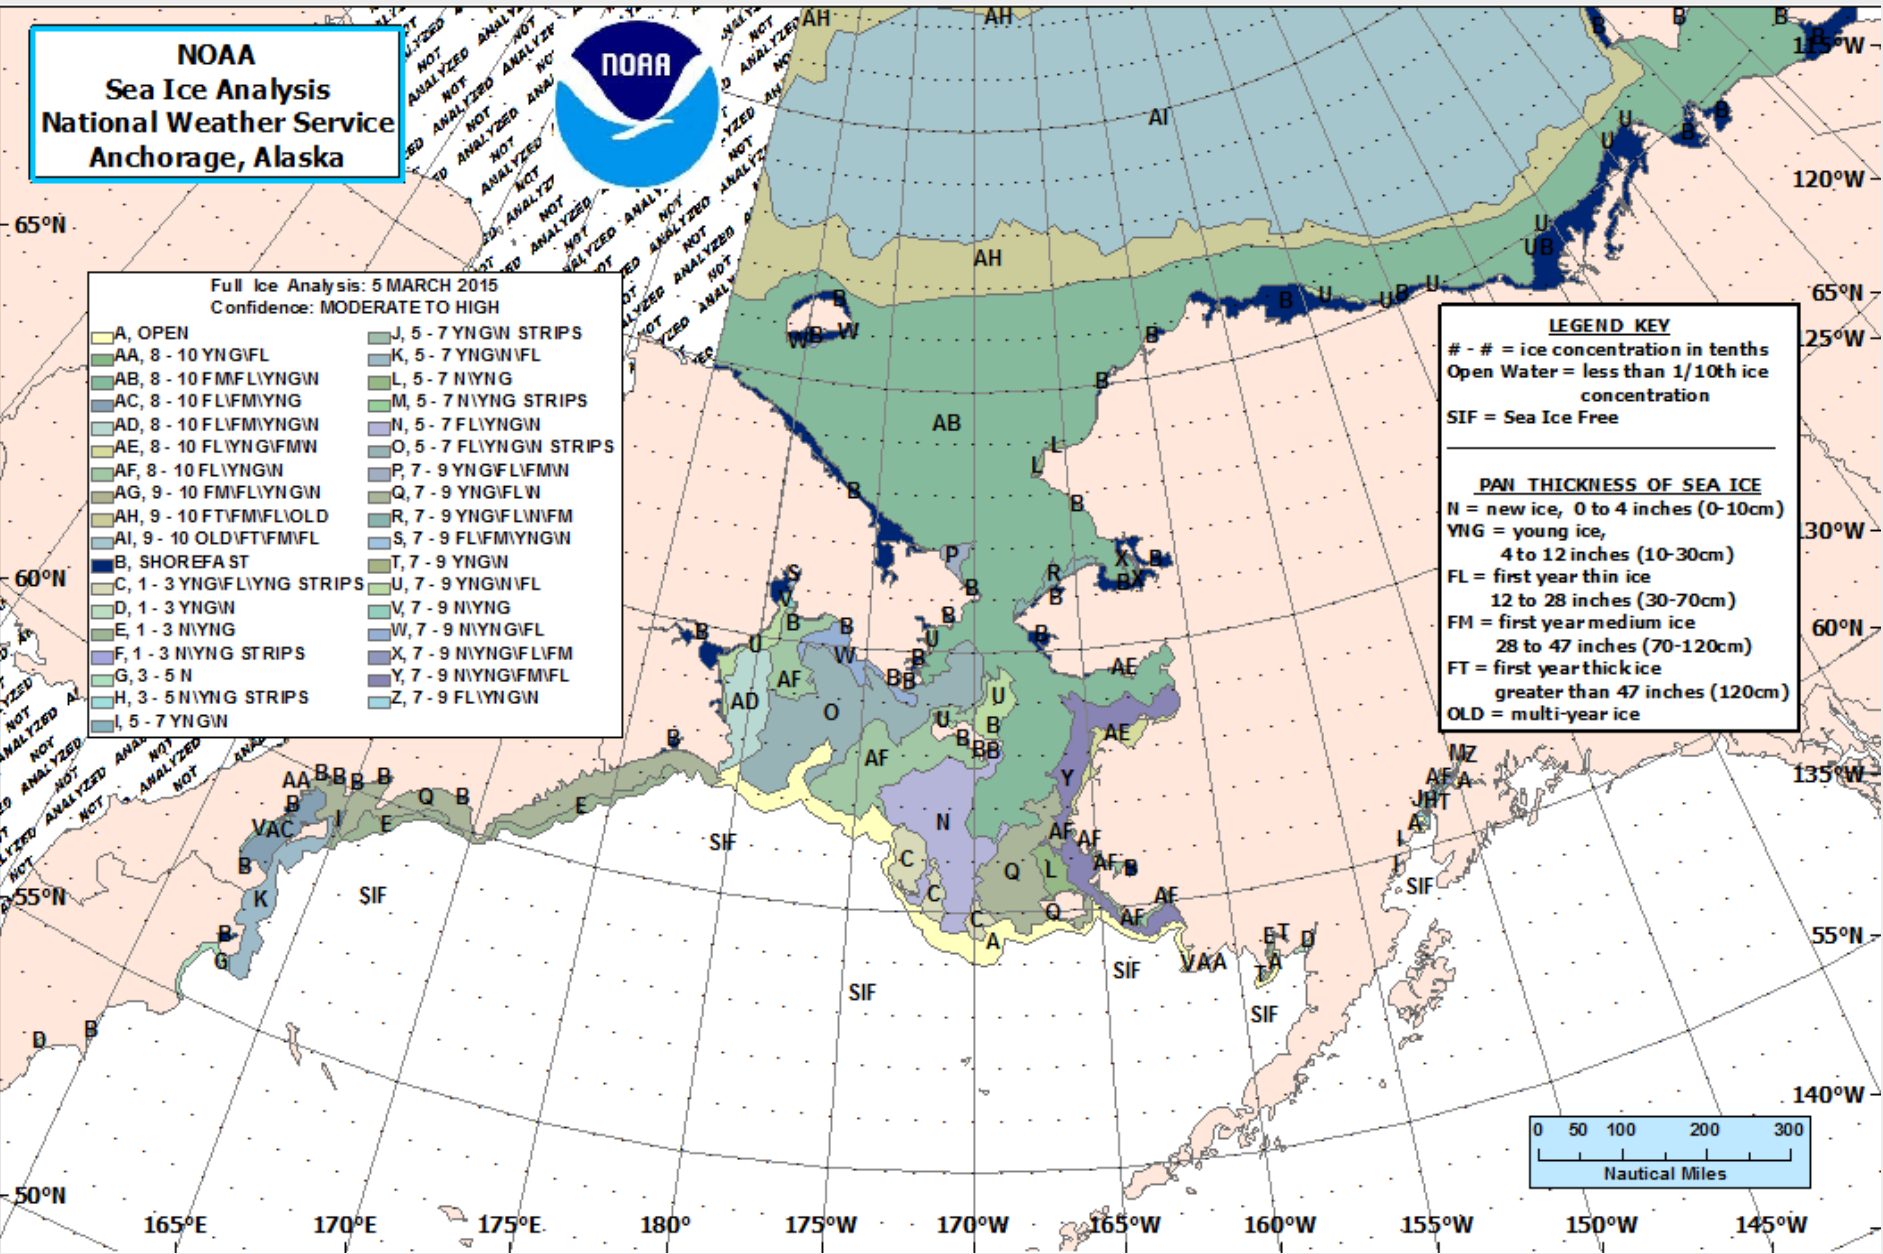 NOAA
Sea Ice Analysis
National Weather Service
Anchorage, Alaska
NOAA
Full Ice Analysis: 5 MARCH 2015
Confidence: MODERATE TO HIGH
A, OPEN
AA, 8 - 10 YNG\FL
AB, 8 - 10 FM\FL\YNG\N
AC, 8 - 10 FL\FM\YNG
AD, 8 - 10 FL\FM\YNG\N
AE, 8 - 10 FL\YNG\FM\N
AF, 8 - 10 FL\YNG\N
AG, 9 - 10 FM\FL\YNG\N
AH, 9 - 10 FT\FM\FL\OLD
AI, 9 - 10 OLD\FT\FM\FL
B, SHOREFAST
C, 1 - 3 YNG\FL\YNG STRIPS
D, 1 - 3 YNG\N
E, 1 - 3 N\YNG
F, 1 - 3 N\YNG STRIPS
G, 3 - 5 N
H, 3 - 5 N\YNG STRIPS
I, 5 - 7 YNG\N
J, 5 - 7 YNG\N STRIPS
K, 5 - 7 YNG\N\FL
L, 5 - 7 N\YNG
M, 5 - 7 N\YNG STRIPS
N, 5 - 7 FL\YNG\N
O, 5 - 7 FL\YNG\N STRIPS
P, 7 - 9 YNG\FL\FM\N
Q, 7 - 9 YNG\FL\N
R, 7 - 9 YNG\FL\N\FM
S, 7 - 9 FL\FM\YNG\N
T, 7 - 9 YNG\N
U, 7 - 9 YNG\N\FL
V, 7 - 9 N\YNG
W, 7 - 9 N\YNG\FL
X, 7 - 9 N\YNG\FL\FM
Y, 7 - 9 N\YNG\FM\FL
Z, 7 - 9 FL\YNG\N
LEGEND KEY
# - # = ice concentration in tenths
Open Water = less than 1/10th ice
concentration
SIF = Sea Ice Free
PAN THICKNESS OF SEA ICE
N = new ice, 0 to 4 inches (0-10cm)
YNG = young ice,
4 to 12 inches (10-30cm)
FL = first year thin ice
12 to 28 inches (30-70cm)
FM = first year medium ice
28 to 47 inches (70-120cm)
FT = first year thick ice
greater than 47 inches (120cm)
OLD = multi-year ice
NOT ANALYZED
AH
AH
AI
AH
AB
AD
AF
O
AF
N
C
C
C
A
Q
L
Q
Y
AE
AE
P
R
SIF
SIF
SIF
SIF
SIF
SIF
K
G
E
E
Q
I
AA
VAC
VAA
65°N
60°N
55°N
50°N
115°W
120°W
65°N
125°W
130°W
60°N
135°W
55°N
140°W
165°E
170°E
175°E
180°
175°W
170°W
165°W
160°W
155°W
150°W
145°W
0 50 100 200 300
Nautical Miles